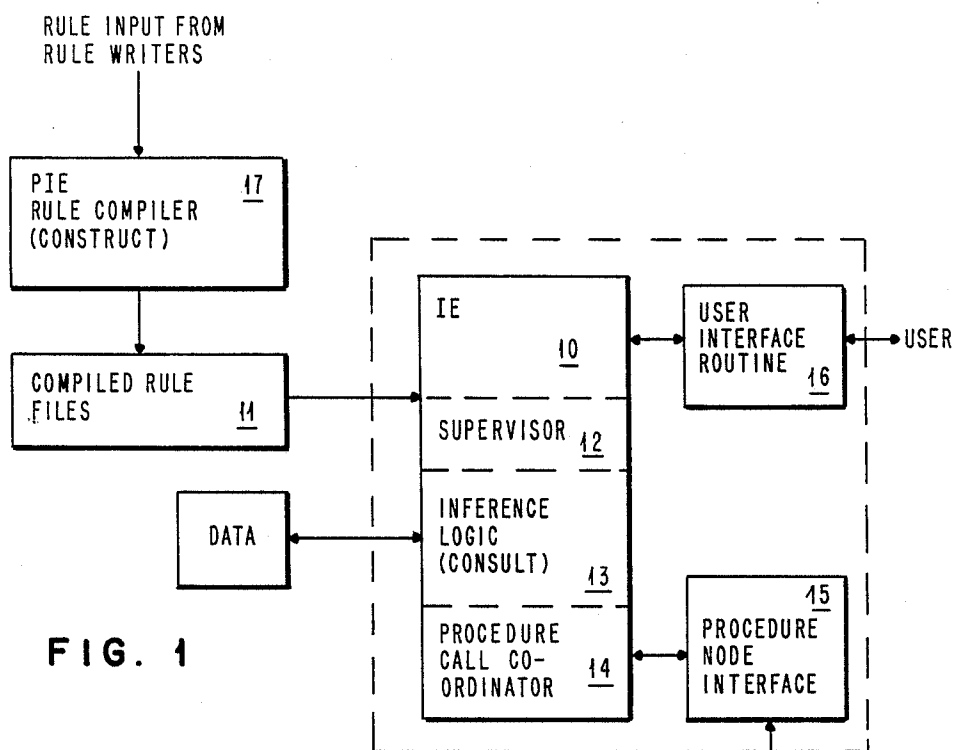 RULE INPUT FROM
RULE WRITERS
PIE 17
RULE COMPILER
(CONSTRUCT)
COMPILED RULE
FILES 11
DATA
IE
10
SUPERVISOR 12
INFERENCE
LOGIC
(CONSULT)
13
PROCEDURE
CALL CO-
ORDINATOR 14
USER
INTERFACE
ROUTINE
16
USER
15
PROCEDURE
NODE
INTERFACE
FIG. 1